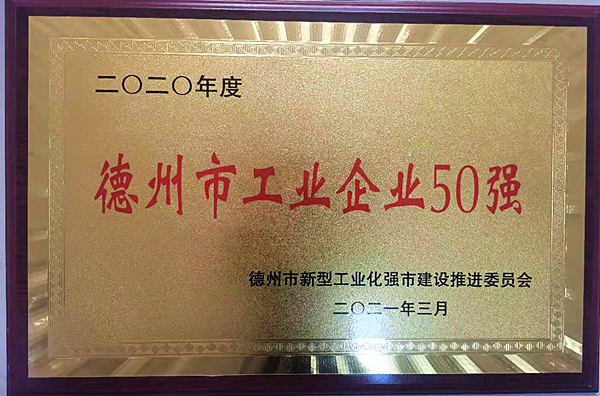 二〇二〇年度
德州市工业企业50强
德州市新型工业化强市建设推进委员会
二〇二一年三月